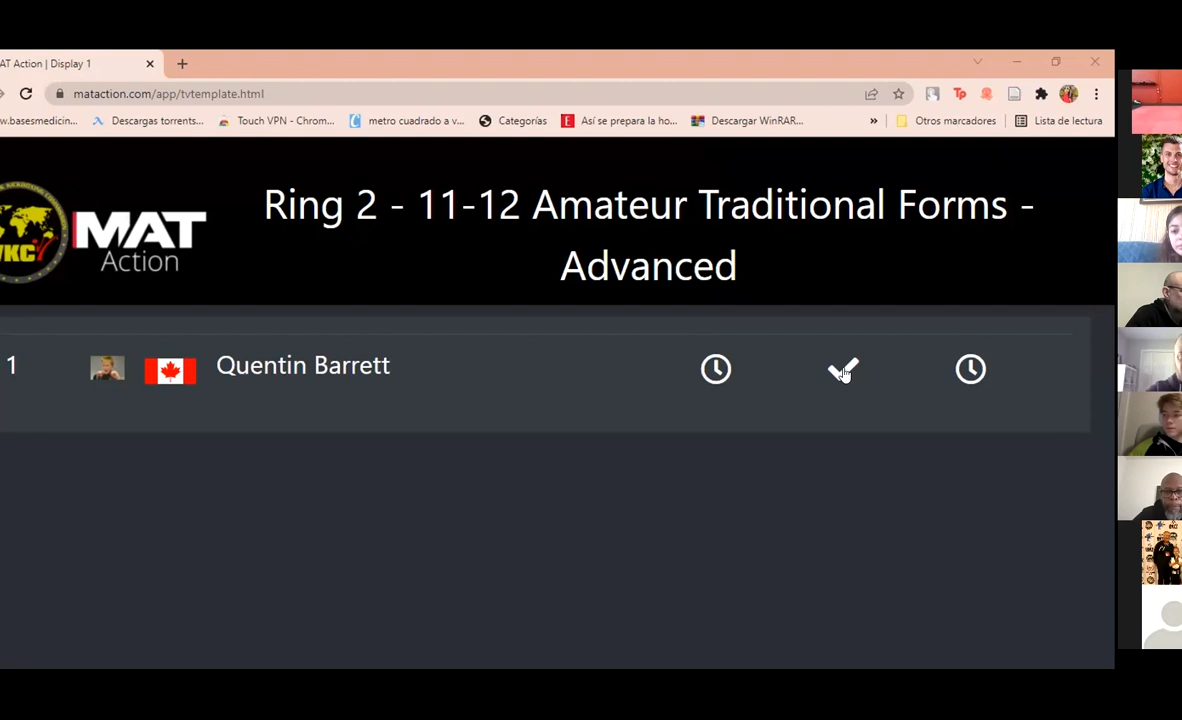 AT Action | Display 1
mataction.com/app/tvtemplate.html
w.basesmedicin...
Descargas torrents...
Touch VPN - Chrom...
metro cuadrado a v...
Categorías
Así se prepara la ho...
Descargar WinRAR...
»
Otros marcadores
Lista de lectura
VKC
MAT
Action
Ring 2 - 11-12 Amateur Traditional Forms -
Advanced
1 Quentin Barrett